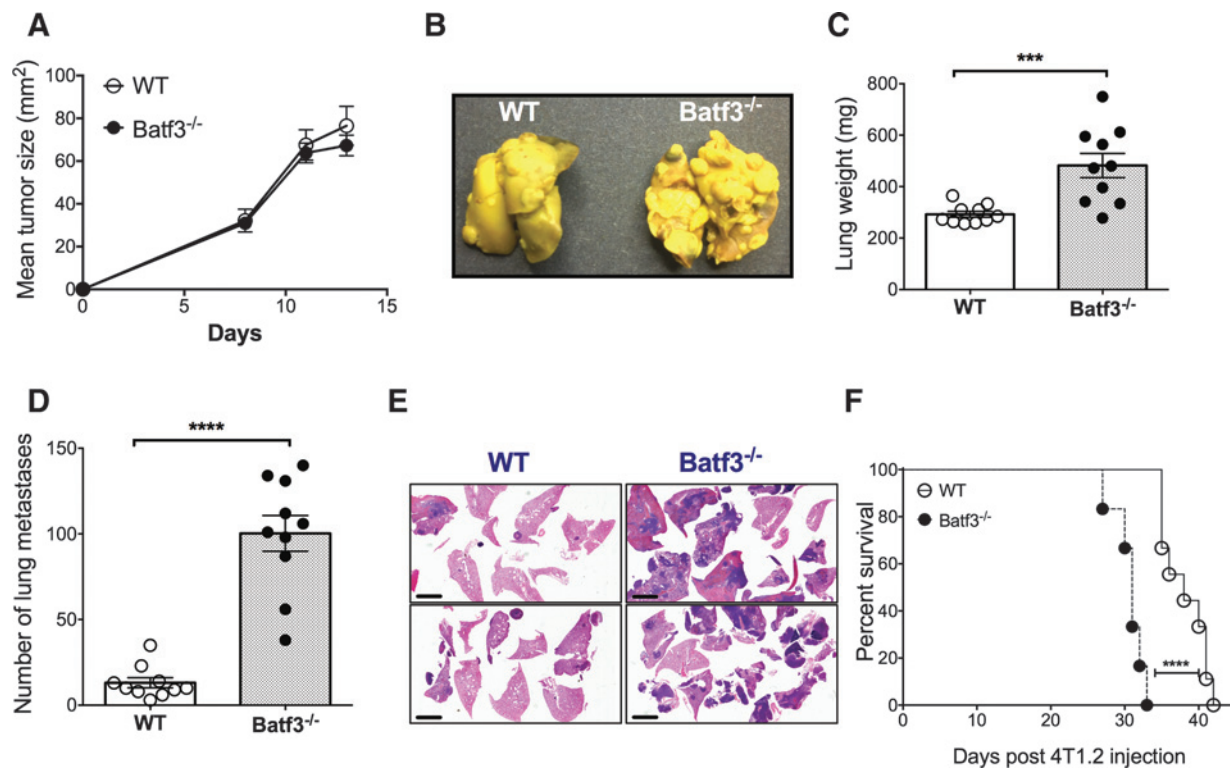 A
Mean tumor size (mm²)
100
80
60
40
20
0
0
5
10
15
Days
WT
Batf3-/-
B
WT
Batf3-/-
C
***
Lung weight (mg)
800
600
400
200
0
WT
Batf3-/-
D
****
Number of lung metastases
150
100
50
0
WT
Batf3-/-
E
WT
Batf3-/-
F
Percent survival
100
80
60
40
20
0
0
10
20
30
40
WT
Batf3-/-
****
Days post 4T1.2 injection